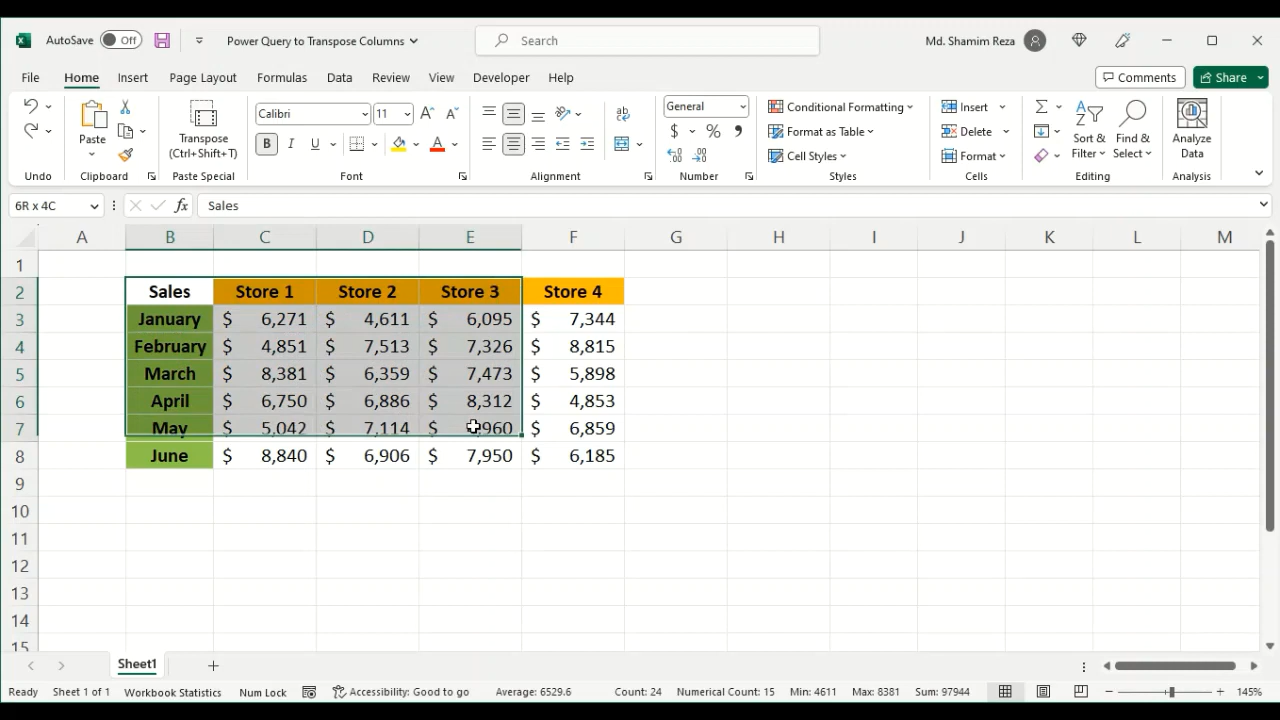 AutoSave Off Power Query to Transpose Columns Search Md. Shamim Reza
File Home Insert Page Layout Formulas Data Review View Developer Help Comments Share
Paste
Transpose
(Ctrl+Shift+T)
Calibri 11
B I U A
General
$ % 9
Conditional Formatting
Format as Table
Cell Styles
Insert
Delete
Format
Sort &
Filter
Find &
Select
Analyze
Data
Undo Clipboard Paste Special Font Alignment Number Styles Cells Editing Analysis
6R x 4C fx Sales
A B C D E F G H I J K L M
1
2 Sales Store 1 Store 2 Store 3 Store 4
3 January $ 6,271 $ 4,611 $ 6,095 $ 7,344
4 February $ 4,851 $ 7,513 $ 7,326 $ 8,815
5 March $ 8,381 $ 6,359 $ 7,473 $ 5,898
6 April $ 6,750 $ 6,886 $ 8,312 $ 4,853
7 May $ 5,042 $ 7,114 $ $ 6,859
8 June $ 8,840 $ 6,906 $ 7,950 $ 6,185
9
10
11
12
13
14
15
Sheet1
Ready Sheet 1 of 1 Workbook Statistics Num Lock Accessibility: Good to go Average: 6529.6 Count: 24 Numerical Count: 15 Min: 4611 Max: 8381 Sum: 97944 145%